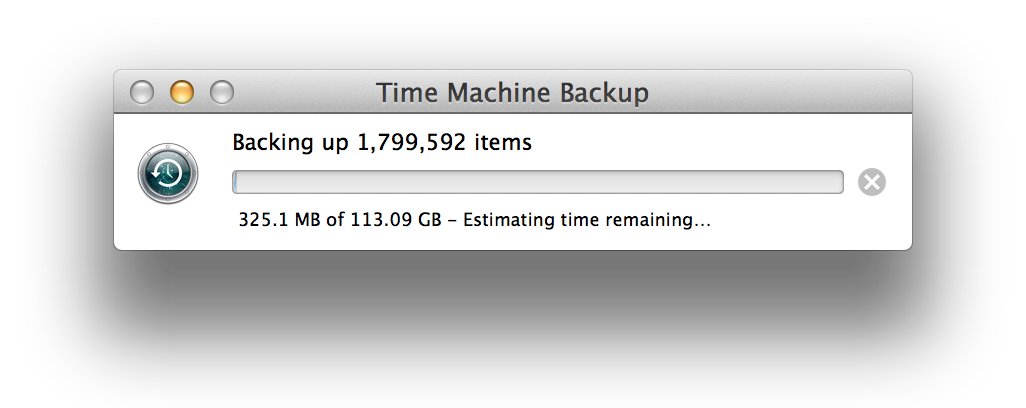 Time Machine Backup
Backing up 1,799,592 items
325.1 MB of 113.09 GB – Estimating time remaining…